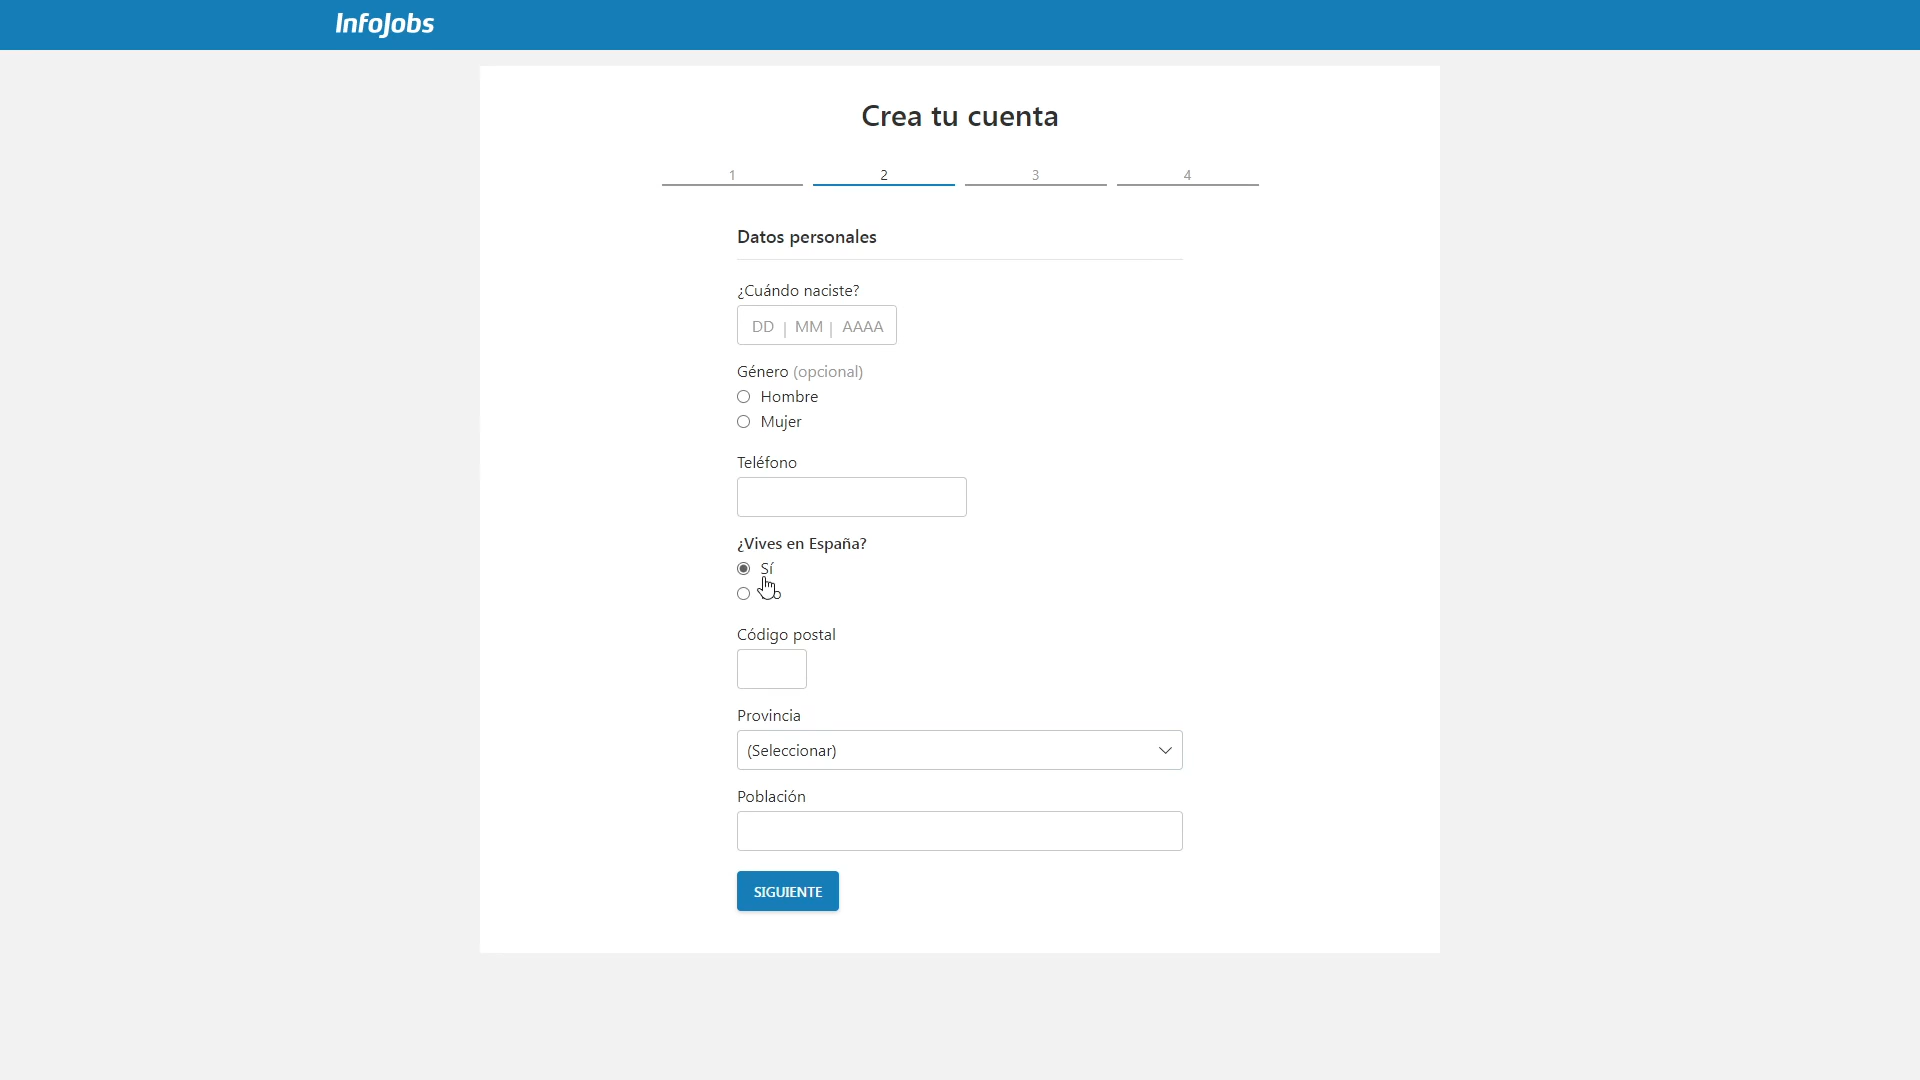 InfoJobs
Crea tu cuenta
1 2 3 4
Datos personales
¿Cuándo naciste?
DD | MM | AAAA
Género (opcional)
Hombre
Mujer
Teléfono
¿Vives en España?
Sí
Código postal
Provincia
(Seleccionar)
Población
SIGUIENTE